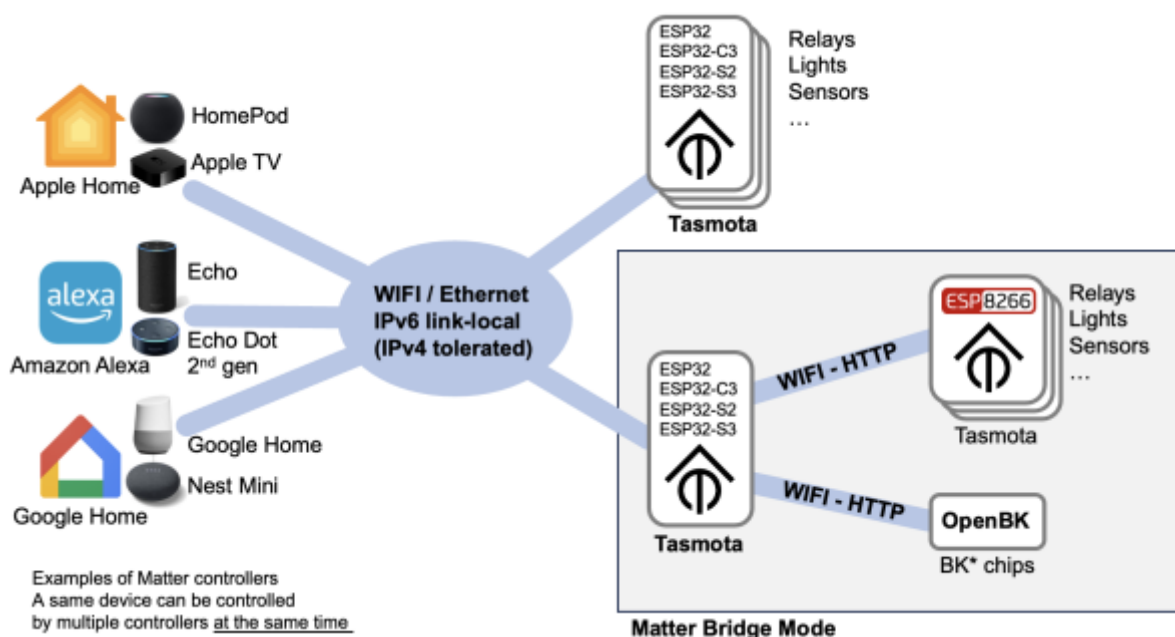 HomePod
Apple TV
Apple Home
alexa
Echo
Echo Dot
2nd gen
Amazon Alexa
Google Home
Nest Mini
Google Home
Examples of Matter controllers
A same device can be controlled
by multiple controllers at the same time
WIFI / Ethernet
IPv6 link-local
(IPv4 tolerated)
ESP32
ESP32-C3
ESP32-S2
ESP32-S3
Relays
Lights
Sensors
...
Tasmota
ESP32
ESP32-C3
ESP32-S2
ESP32-S3
Tasmota
WIFI - HTTP
WIFI - HTTP
ESP8266
Relays
Lights
Sensors
...
Tasmota
OpenBK
BK* chips
Matter Bridge Mode